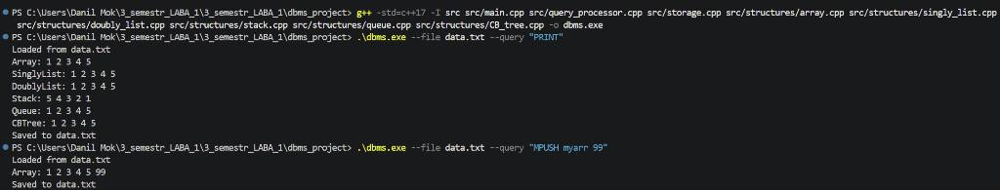 PS C:\Users\Danil Mok\3_semestr_LABA_1\3_semestr_LABA_1\dbms_project> g++ -std=c++17 -I src src/main.cpp src/query_processor.cpp src/storage.cpp src/structures/array.cpp src/structures/singly_list.cpp
src/structures/doubly_list.cpp src/structures/stack.cpp src/structures/queue.cpp src/structures/CB_tree.cpp -o dbms.exe
PS C:\Users\Danil Mok\3_semestr_LABA_1\3_semestr_LABA_1\dbms_project> .\dbms.exe --file data.txt --query "PRINT"
Loaded from data.txt
Array: 1 2 3 4 5
SinglyList: 1 2 3 4 5
DoublyList: 1 2 3 4 5
Stack: 5 4 3 2 1
Queue: 1 2 3 4 5
CBTree: 1 2 3 4 5
Saved to data.txt
PS C:\Users\Danil Mok\3_semestr_LABA_1\3_semestr_LABA_1\dbms_project> .\dbms.exe --file data.txt --query "MPUSH myarr 99"
Loaded from data.txt
Array: 1 2 3 4 5 99
Saved to data.txt